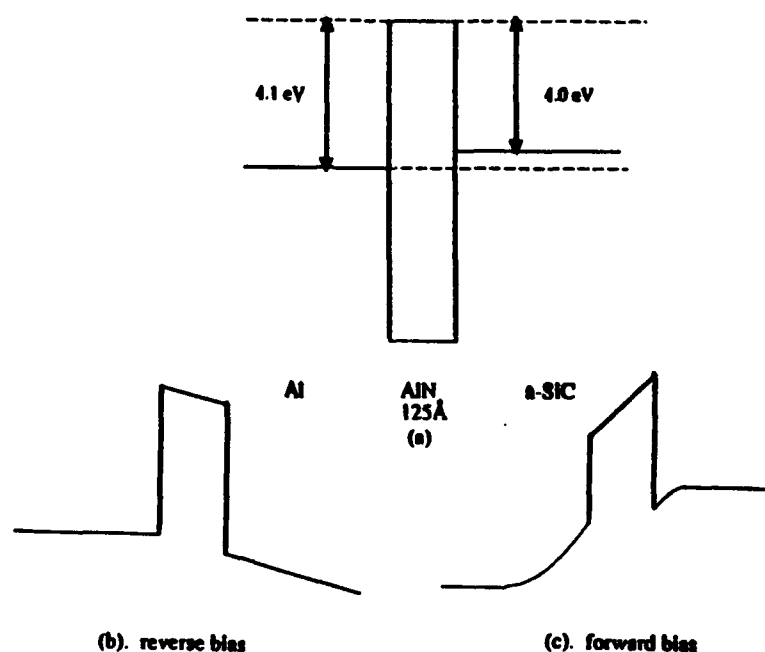 4.1 eV
4.0 eV
Al
AlN
a-SiC
125Å
(a)
(b). reverse bias
(c). forward bias